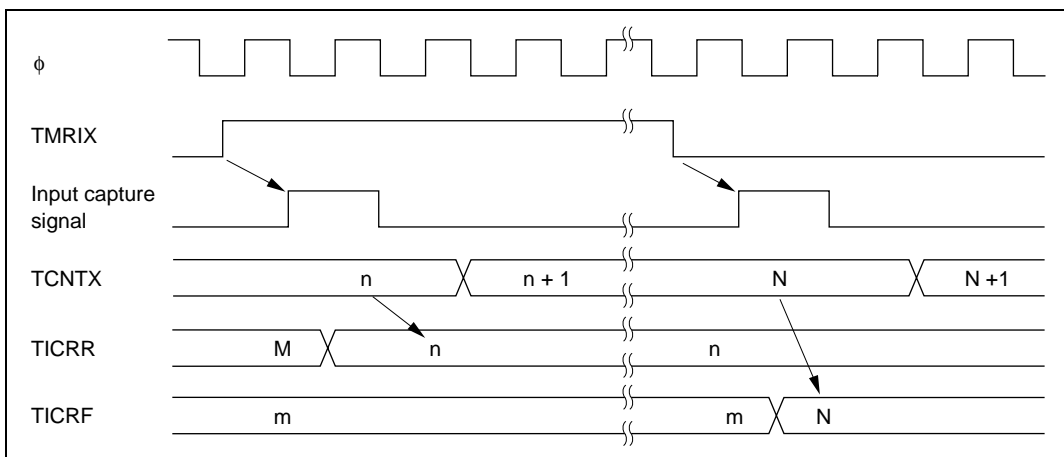 ϕ
TMRIX
Input capture
signal
TCNTX n n + 1 N N +1
TICRR M n n
TICRF m m N